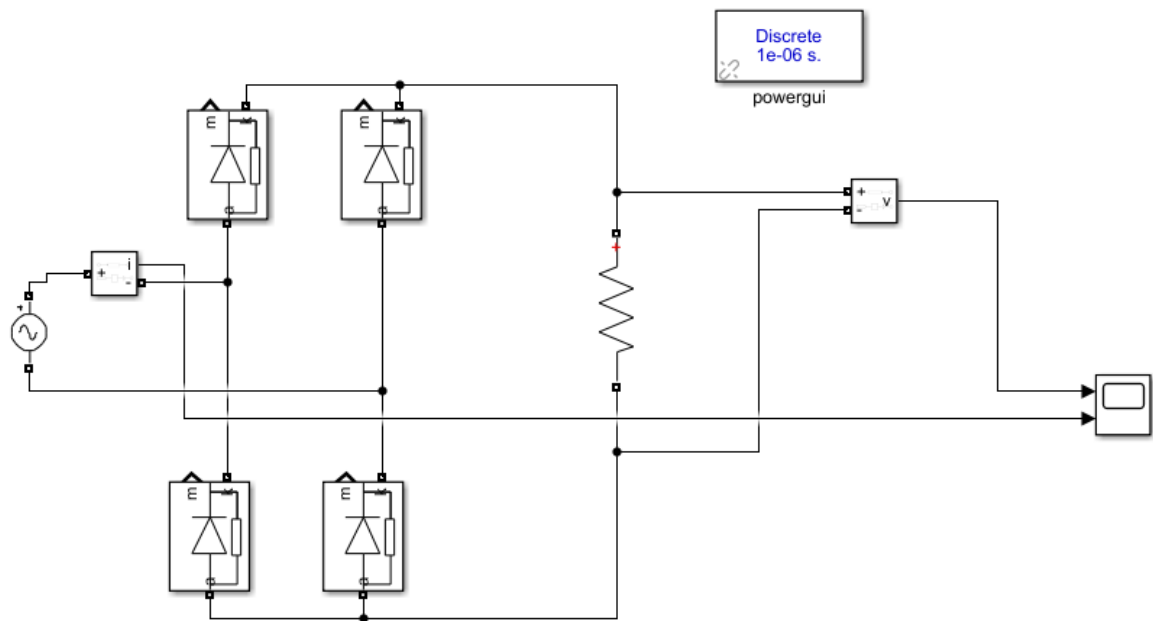 Discrete
1e-06 s.
powergui
m
k
m
k
+
v
-
a
a
i
+
-
+
+
m
k
m
k
a
a